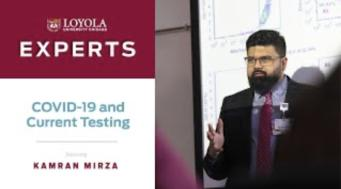 LOYOLA
UNIVERSITY CHICAGO
EXPERTS
COVID-19 and
Current Testing
KAMRAN MIRZA